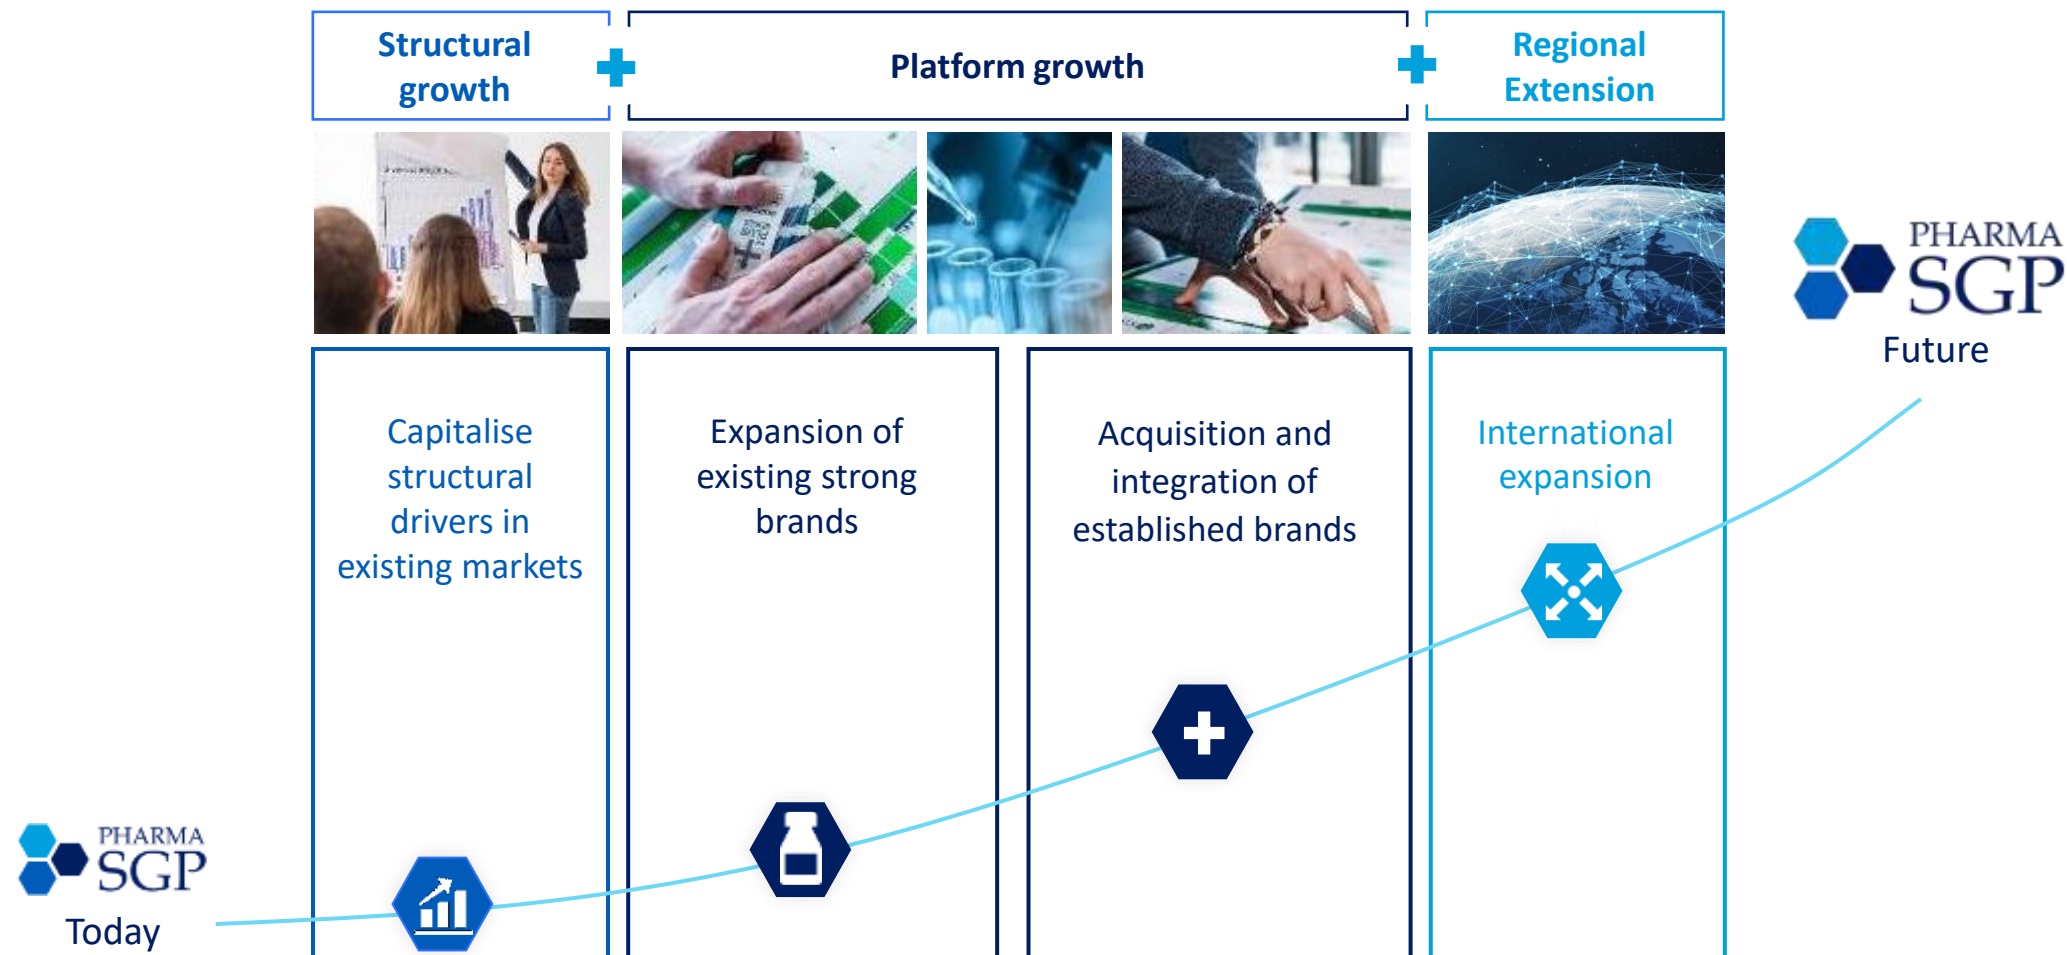 Structural
growth
Platform growth
Regional
Extension
PHARMA
SGP
Future
Capitalise
structural
drivers in
existing markets
Expansion of
existing strong
brands
Acquisition and
integration of
established brands
International
expansion
PHARMA
SGP
Today